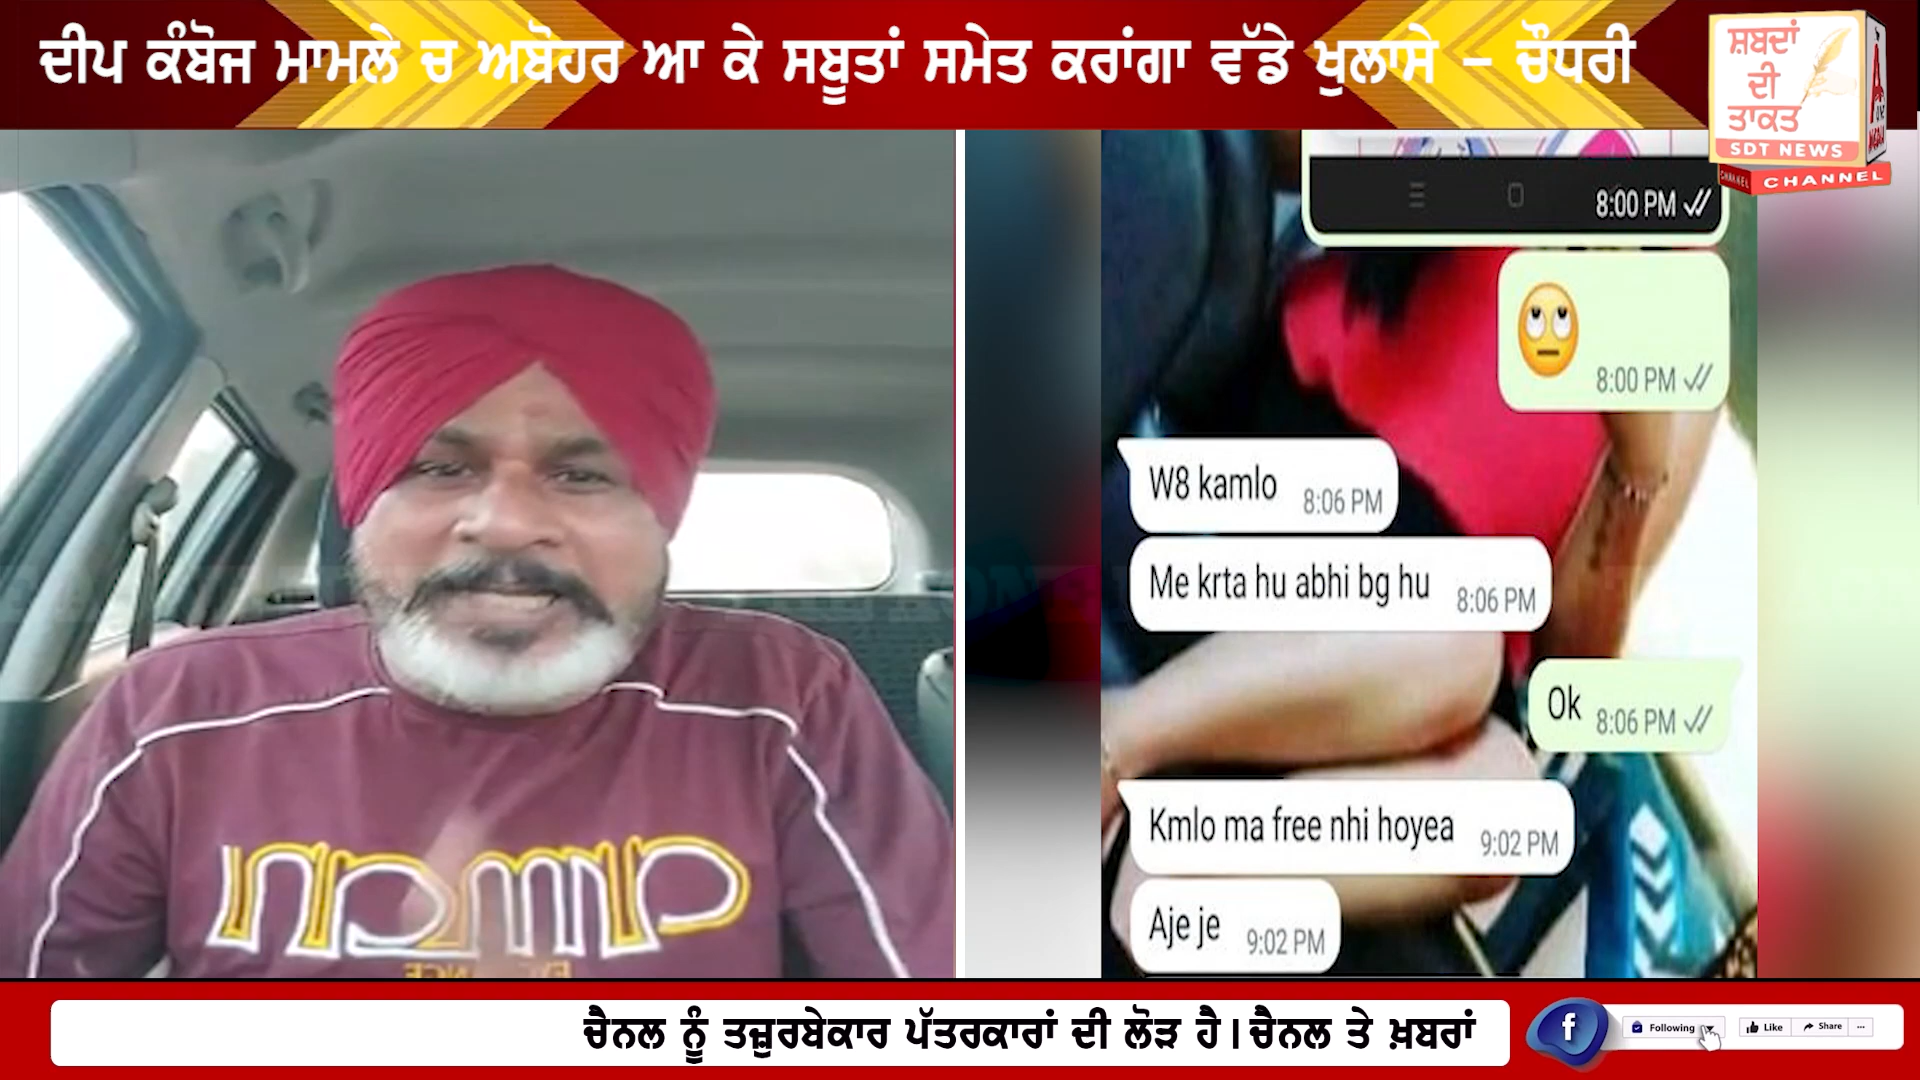 ਦੀਪ ਕੰਬੋਜ ਮਾਮਲੇ ਚ ਅਬੋਹਰ ਆ ਕੇ ਸਬੂਤਾਂ ਸਮੇਤ ਕਰਾਂਗਾ ਵੱਡੇ ਖੁਲਾਸੇ – ਚੌਧਰੀ
ਸ਼ਬਦਾਂ
ਦੀ
ਤਾਕਤ
SDT NEWS
CHANNEL
8:00 PM
8:00 PM
W8 kamlo 8:06 PM
Me krta hu abhi bg hu 8:06 PM
Ok 8:06 PM
Kmlo ma free nhi hoyea 9:02 PM
Aje je 9:02 PM
ਚੈਨਲ ਨੂੰ ਤਜ਼ੁਰਬੇਕਾਰ ਪੱਤਰਕਾਰਾਂ ਦੀ ਲੋੜ ਹੈ। ਚੈਨਲ ਤੇ ਖ਼ਬਰਾਂ
f Following Like Share